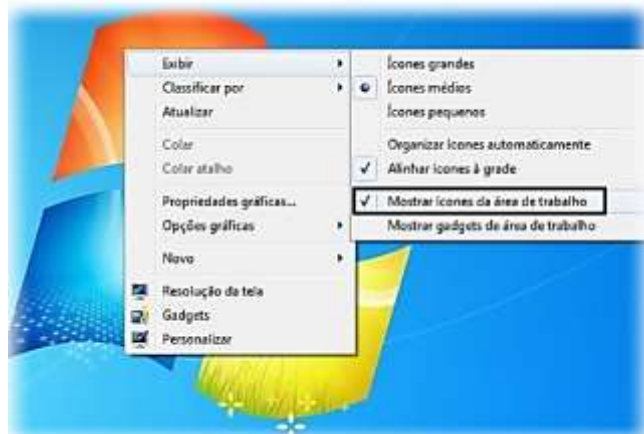 Exibir
Classificar por
Atualizar
Colar
Colar atalho
Propriedades gráficas...
Opções gráficas
Novo
Resolução da tela
Gadgets
Personalizar
Ícones grandes
Ícones médios
Ícones pequenos
Organizar ícones automaticamente
Alinhar ícones à grade
Mostrar ícones da área de trabalho
Mostrar gadgets de área de trabalho